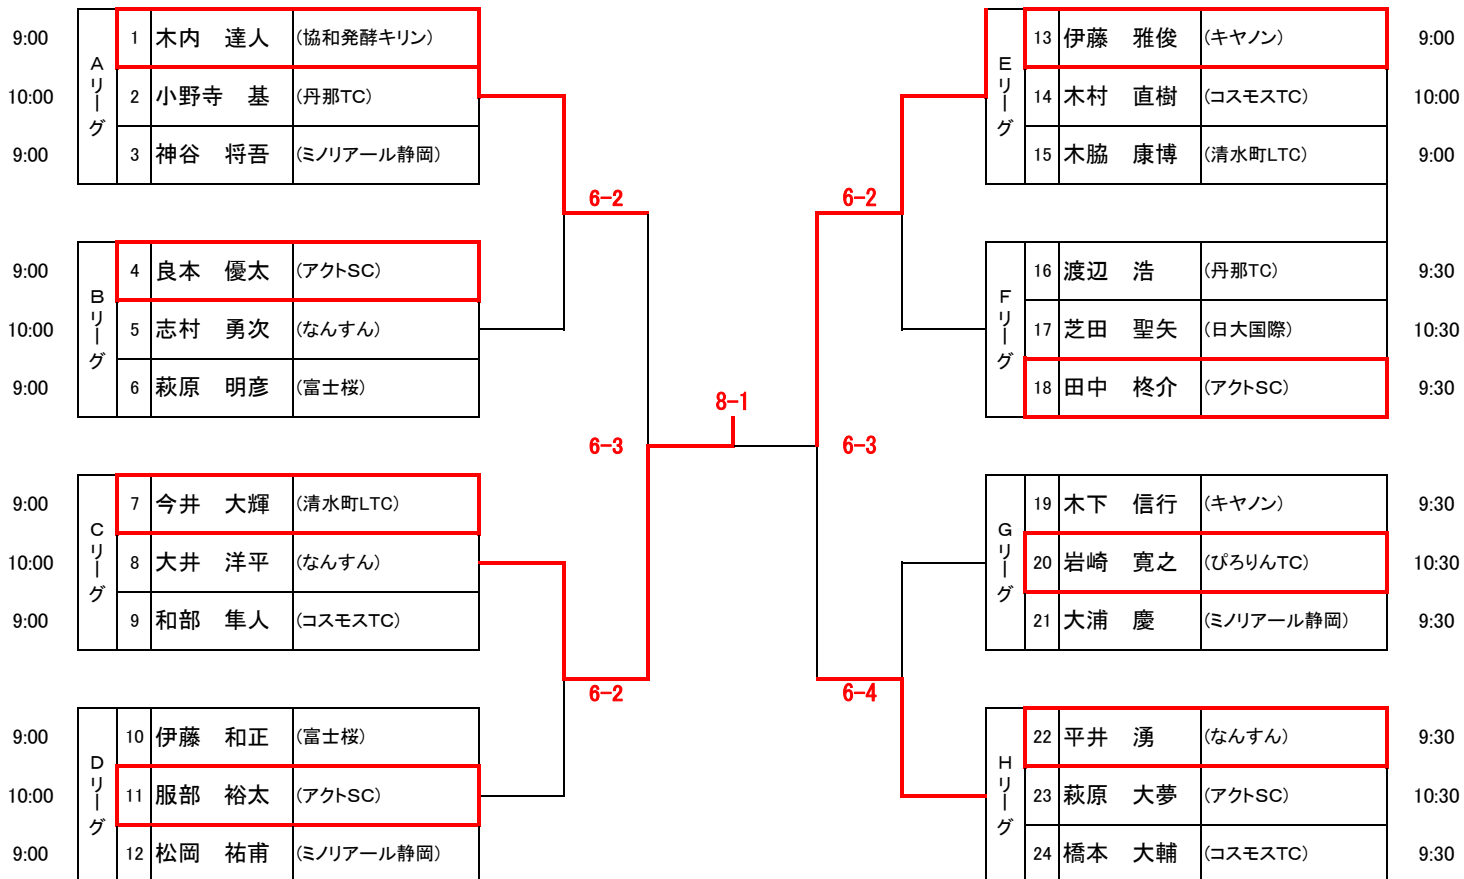 9:00 1 木内 達人 (協和発酵キリン)
Aリーグ
10:00 2 小野寺 基 (丹那TC)
9:00 3 神谷 将吾 (ミノリアール静岡)
9:00 4 良本 優太 (アクトSC)
Bリーグ
10:00 5 志村 勇次 (なんすん)
9:00 6 萩原 明彦 (富士桜)
9:00 7 今井 大輝 (清水町LTC)
Cリーグ
10:00 8 大井 洋平 (なんすん)
9:00 9 和部 隼人 (コスモスTC)
9:00 10 伊藤 和正 (富士桜)
Dリーグ
10:00 11 服部 裕太 (アクトSC)
9:00 12 松岡 祐甫 (ミノリアール静岡)
6-2
6-3
6-2
8-1
6-2
6-3
6-4
13 伊藤 雅俊 (キヤノン) 9:00
Eリーグ
14 木村 直樹 (コスモスTC) 10:00
15 木脇 康博 (清水町LTC) 9:00
16 渡辺 浩 (丹那TC) 9:30
Fリーグ
17 芝田 聖矢 (日大国際) 10:30
18 田中 柊介 (アクトSC) 9:30
19 木下 信行 (キヤノン) 9:30
Gリーグ
20 岩崎 寛之 (ぴろりんTC) 10:30
21 大浦 慶 (ミノリアール静岡) 9:30
22 平井 湧 (なんすん) 9:30
Hリーグ
23 萩原 大夢 (アクトSC) 10:30
24 橋本 大輔 (コスモスTC) 9:30